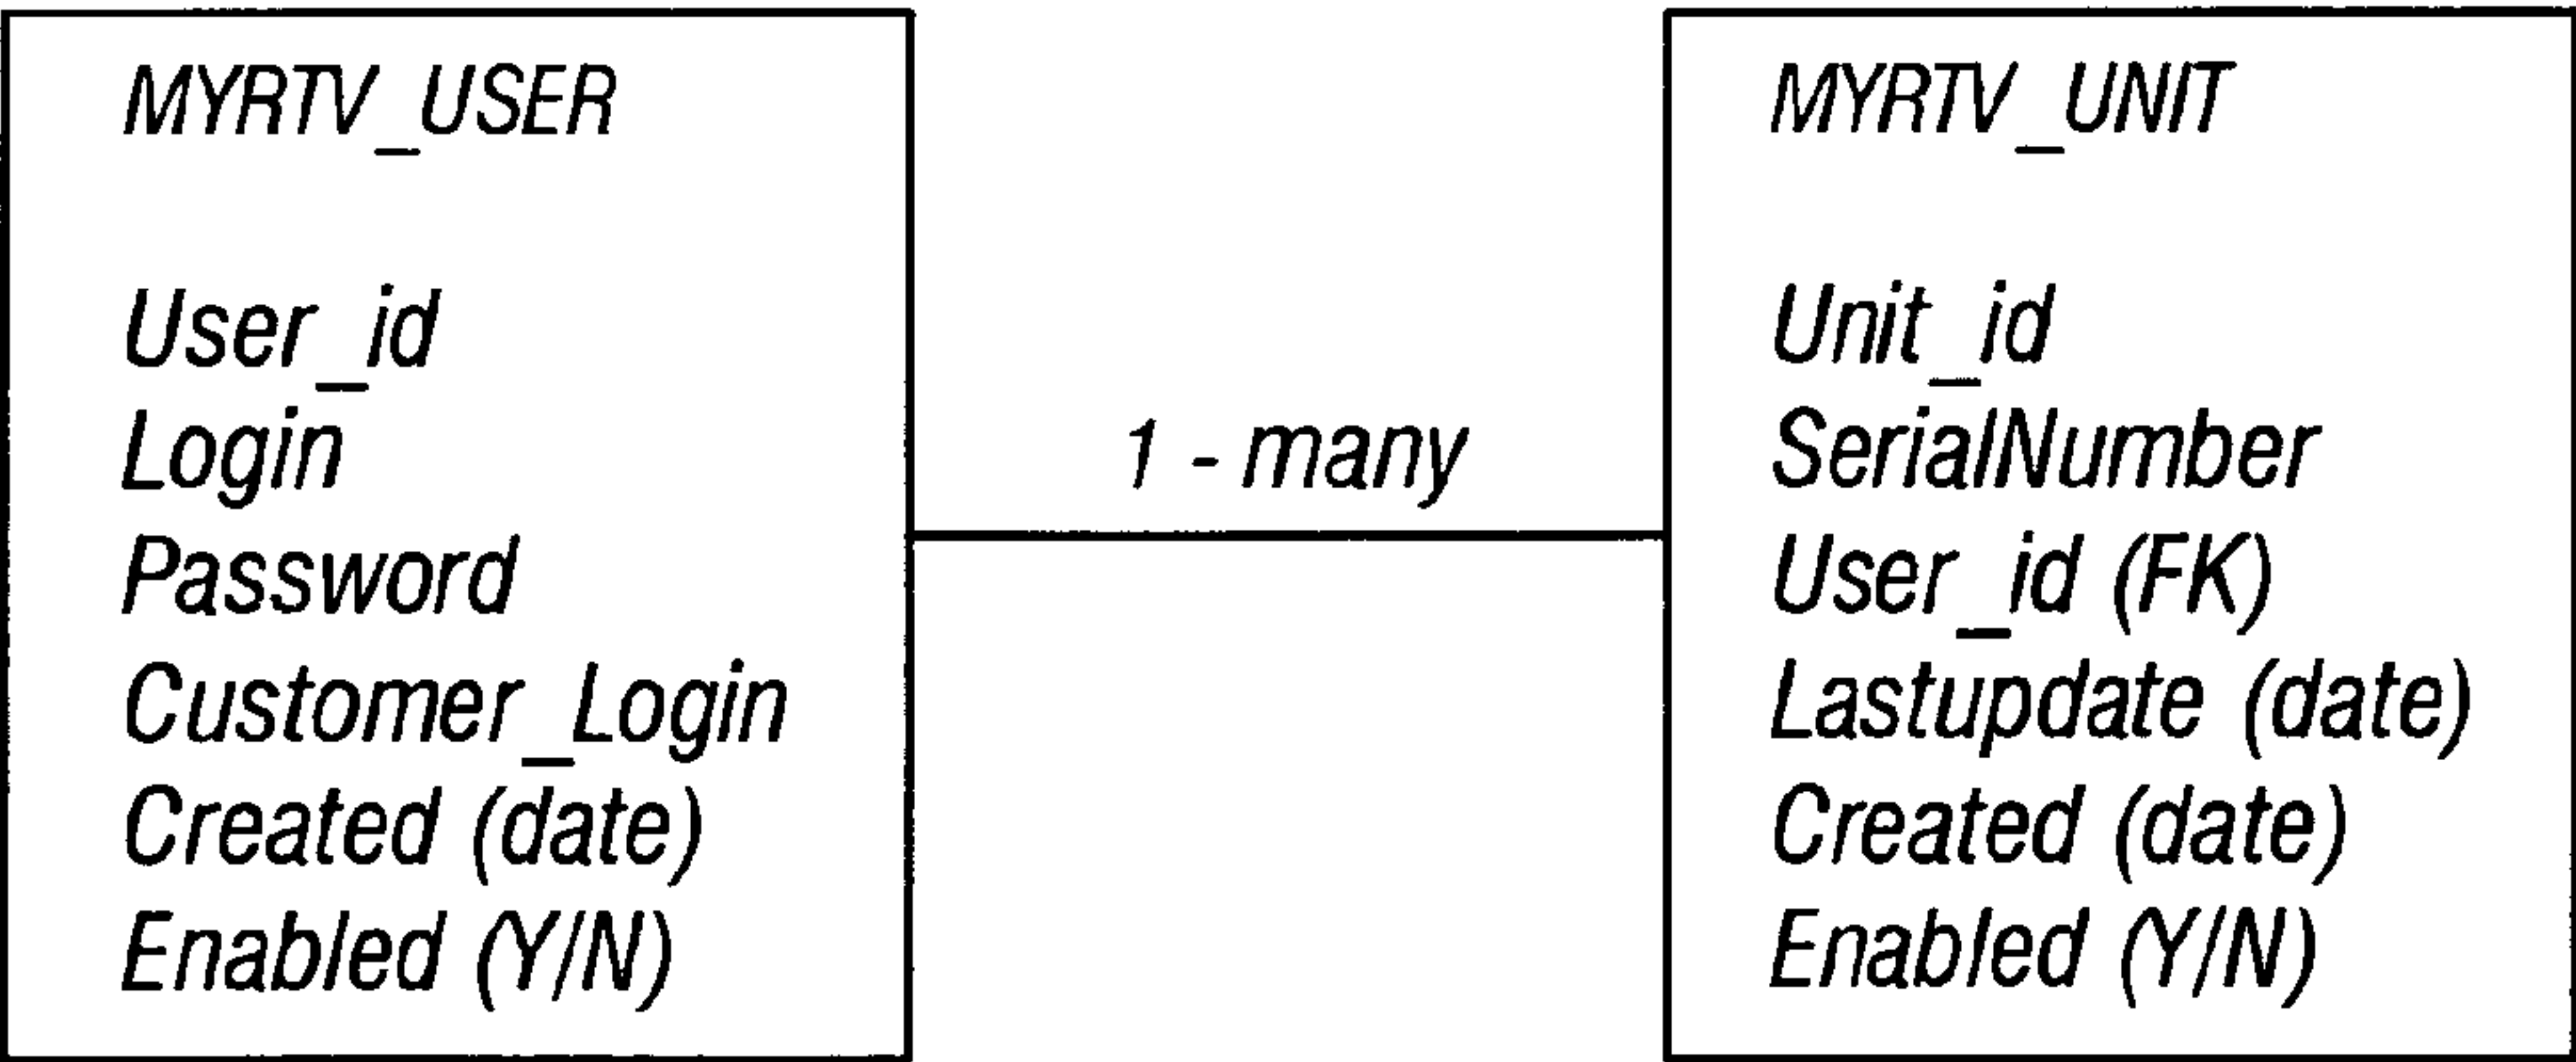 MYRTV_USER
User_id
Login
Password
Customer_Login
Created (date)
Enabled (Y/N)
1 - many
MYRTV_UNIT
Unit_id
SerialNumber
User_id (FK)
Lastupdate (date)
Created (date)
Enabled (Y/N)